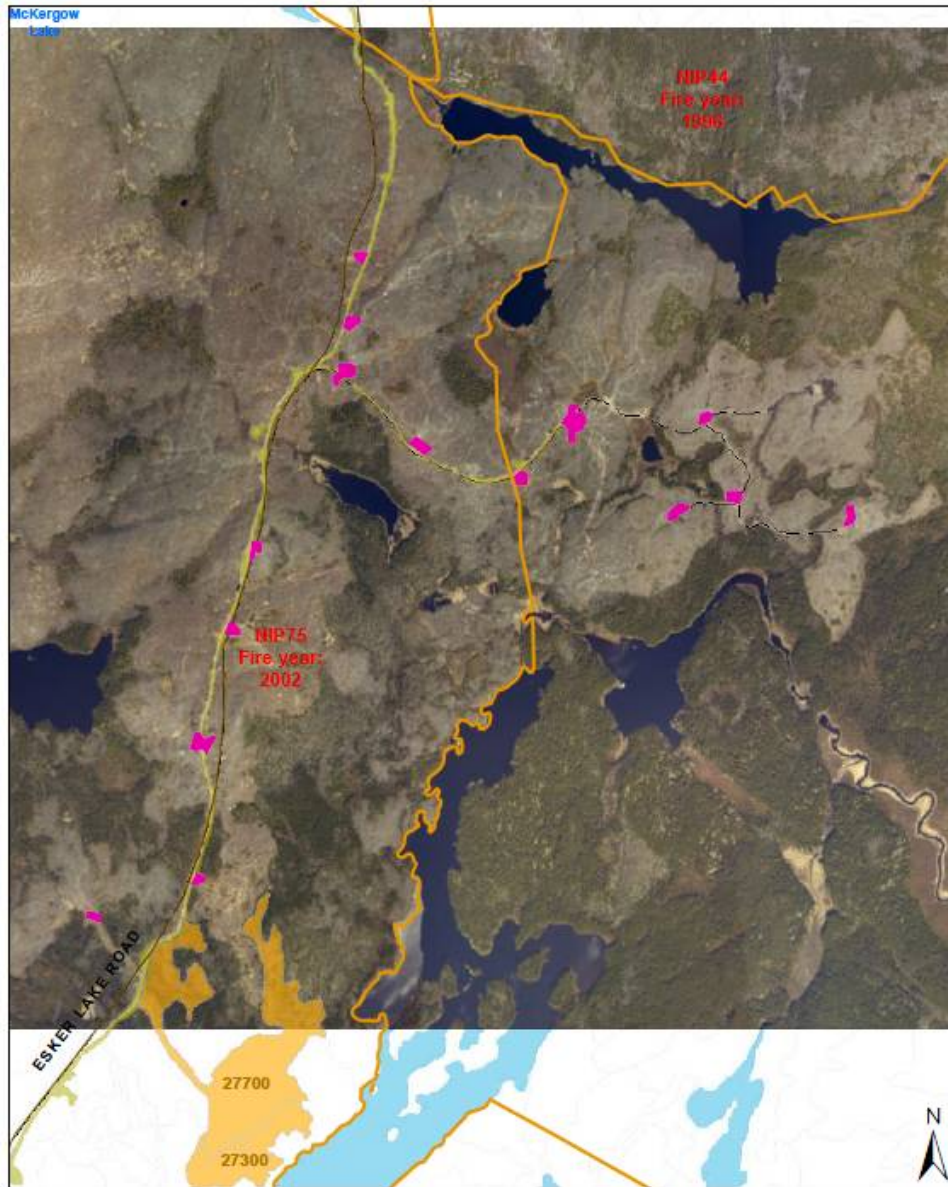 McKergow
Lake
NIP44
Fire year:
1996
NIP75
Fire year:
2002
ESKER LAKE ROAD
27700
27300
N